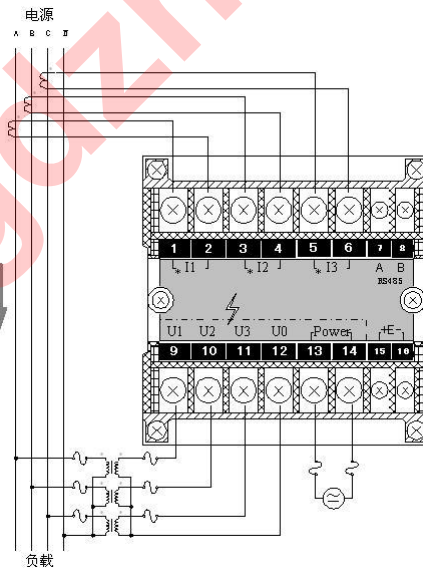 电源
A B C N
1 2 3 4 5 6 7 8
* I1 * I2 * I3 A B
RS485
U1 U2 U3 U0 Power +E-
9 10 11 12 13 14 15 16
负载